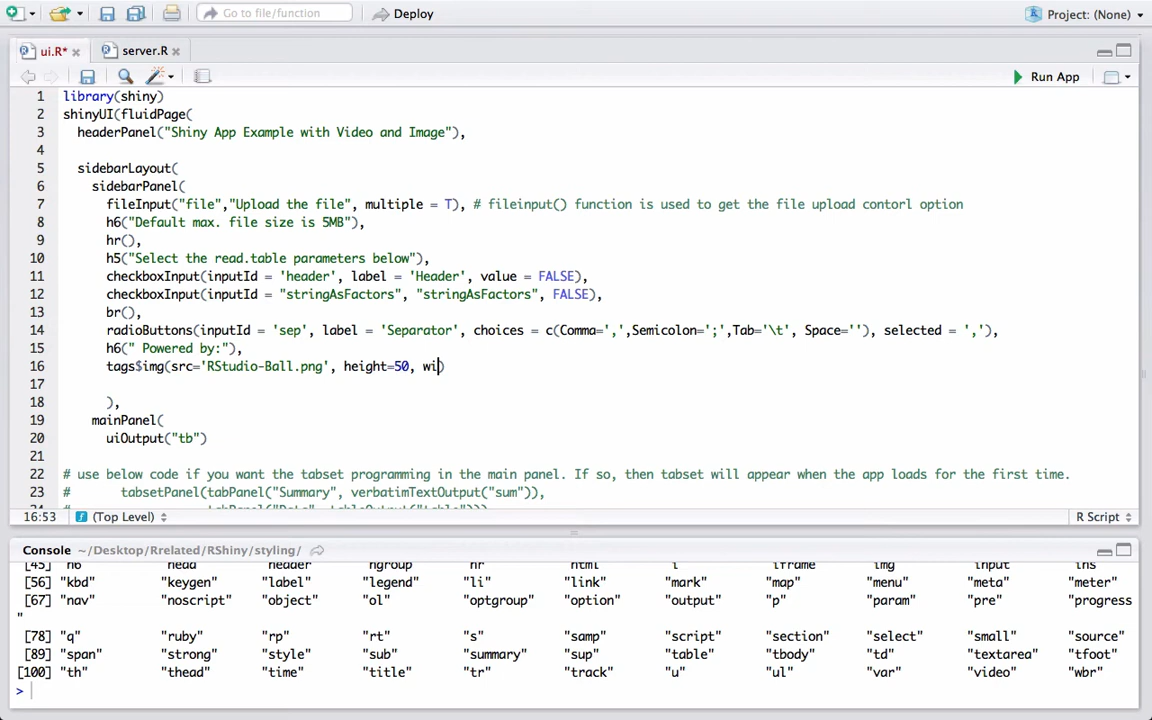 Go to file/function
Deploy
Project: (None)
ui.R*
server.R
Run App
1 library(shiny)
2 shinyUI(fluidPage(
3 headerPanel("Shiny App Example with Video and Image"),
4
5 sidebarLayout(
6 sidebarPanel(
7 fileInput("file","Upload the file", multiple = T), # fileinput() function is used to get the file upload contorl option
8 h6("Default max. file size is 5MB"),
9 hr(),
10 h5("Select the read.table parameters below"),
11 checkboxInput(inputId = 'header', label = 'Header', value = FALSE),
12 checkboxInput(inputId = "stringAsFactors", "stringAsFactors", FALSE),
13 br(),
14 radioButtons(inputId = 'sep', label = 'Separator', choices = c(Comma=',',Semicolon=';',Tab='\t', Space=''), selected = ','),
15 h6(" Powered by:"),
16 tags$img(src='RStudio-Ball.png', height=50, wi)
17
18 ),
19 mainPanel(
20 uiOutput("tb")
21
22 # use below code if you want the tabset programming in the main panel. If so, then tabset will appear when the app loads for the first time.
23 # tabsetPanel(tabPanel("Summary", verbatimTextOutput("sum")),
16:53 (Top Level) R Script
Console ~/Desktop/Rrelated/RShiny/styling/
[45] "h6" "head" "header" "hgroup" "hr" "html" "i" "iframe" "img" "input" "ins"
[56] "kbd" "keygen" "label" "legend" "li" "link" "mark" "map" "menu" "meta" "meter"
[67] "nav" "noscript" "object" "ol" "optgroup" "option" "output" "p" "param" "pre" "progress
"
[78] "q" "ruby" "rp" "rt" "s" "samp" "script" "section" "select" "small" "source"
[89] "span" "strong" "style" "sub" "summary" "sup" "table" "tbody" "td" "textarea" "tfoot"
[100] "th" "thead" "time" "title" "tr" "track" "u" "ul" "var" "video" "wbr"
>